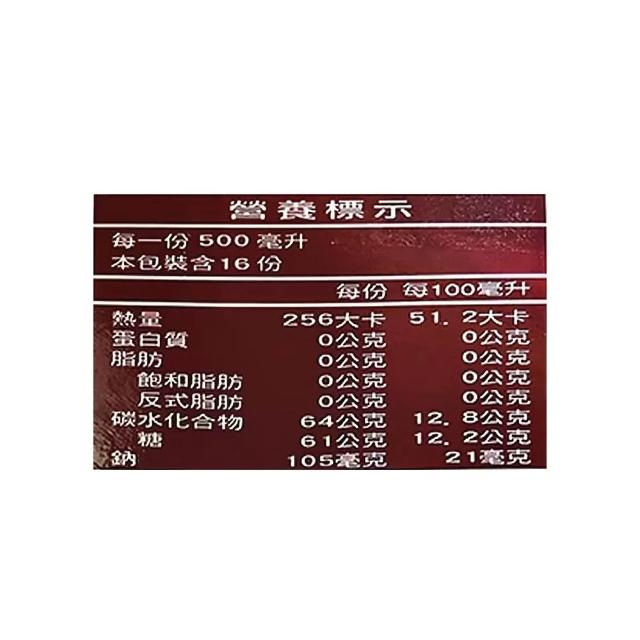 營養標示
每一份 500 毫升
本包裝含16 份
每份 每100毫升
熱量 256大卡 51.2大卡
蛋白質 0公克 0公克
脂肪 0公克 0公克
飽和脂肪 0公克 0公克
反式脂肪 0公克 0公克
碳水化合物 64公克 12.8公克
糖 61公克 12.2公克
鈉 105毫克 21毫克